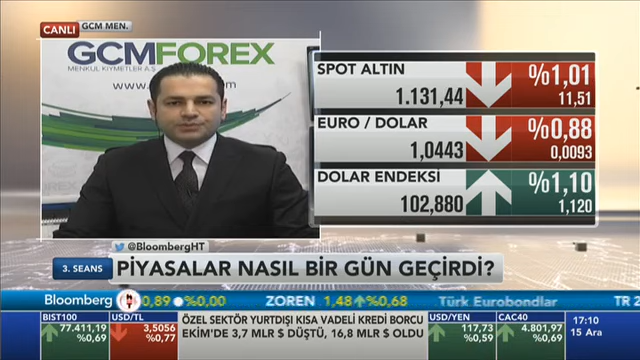 CANLI
GCM MEN.
GCMFOREX
MENKUL KIYMETLER A.Ş.
SPOT ALTIN
%1,01
1.131,44
11,51
EURO / DOLAR
%0,88
1,0443
0,0093
DOLAR ENDEKSİ
%1,10
102,880
1,120
@BloombergHT
3. SEANS
PİYASALAR NASIL BİR GÜN GEÇİRDİ?
Bloomberg
0,89 %0,00 ZOREN 1,48 %0,68 Türk Eurobondlar TR 2
BIST100
77.411,19
%0,69
USD/TL
3,5056
%0,77
ÖZEL SEKTÖR YURTDIŞI KISA VADELİ KREDİ BORCU
EKİM'DE 3,7 MLR $ DÜŞTÜ, 16,8 MLR $ OLDU
USD/YEN
117,73
%0,59
CAC40
4.801,97
%0,69
17:10
15 Ara